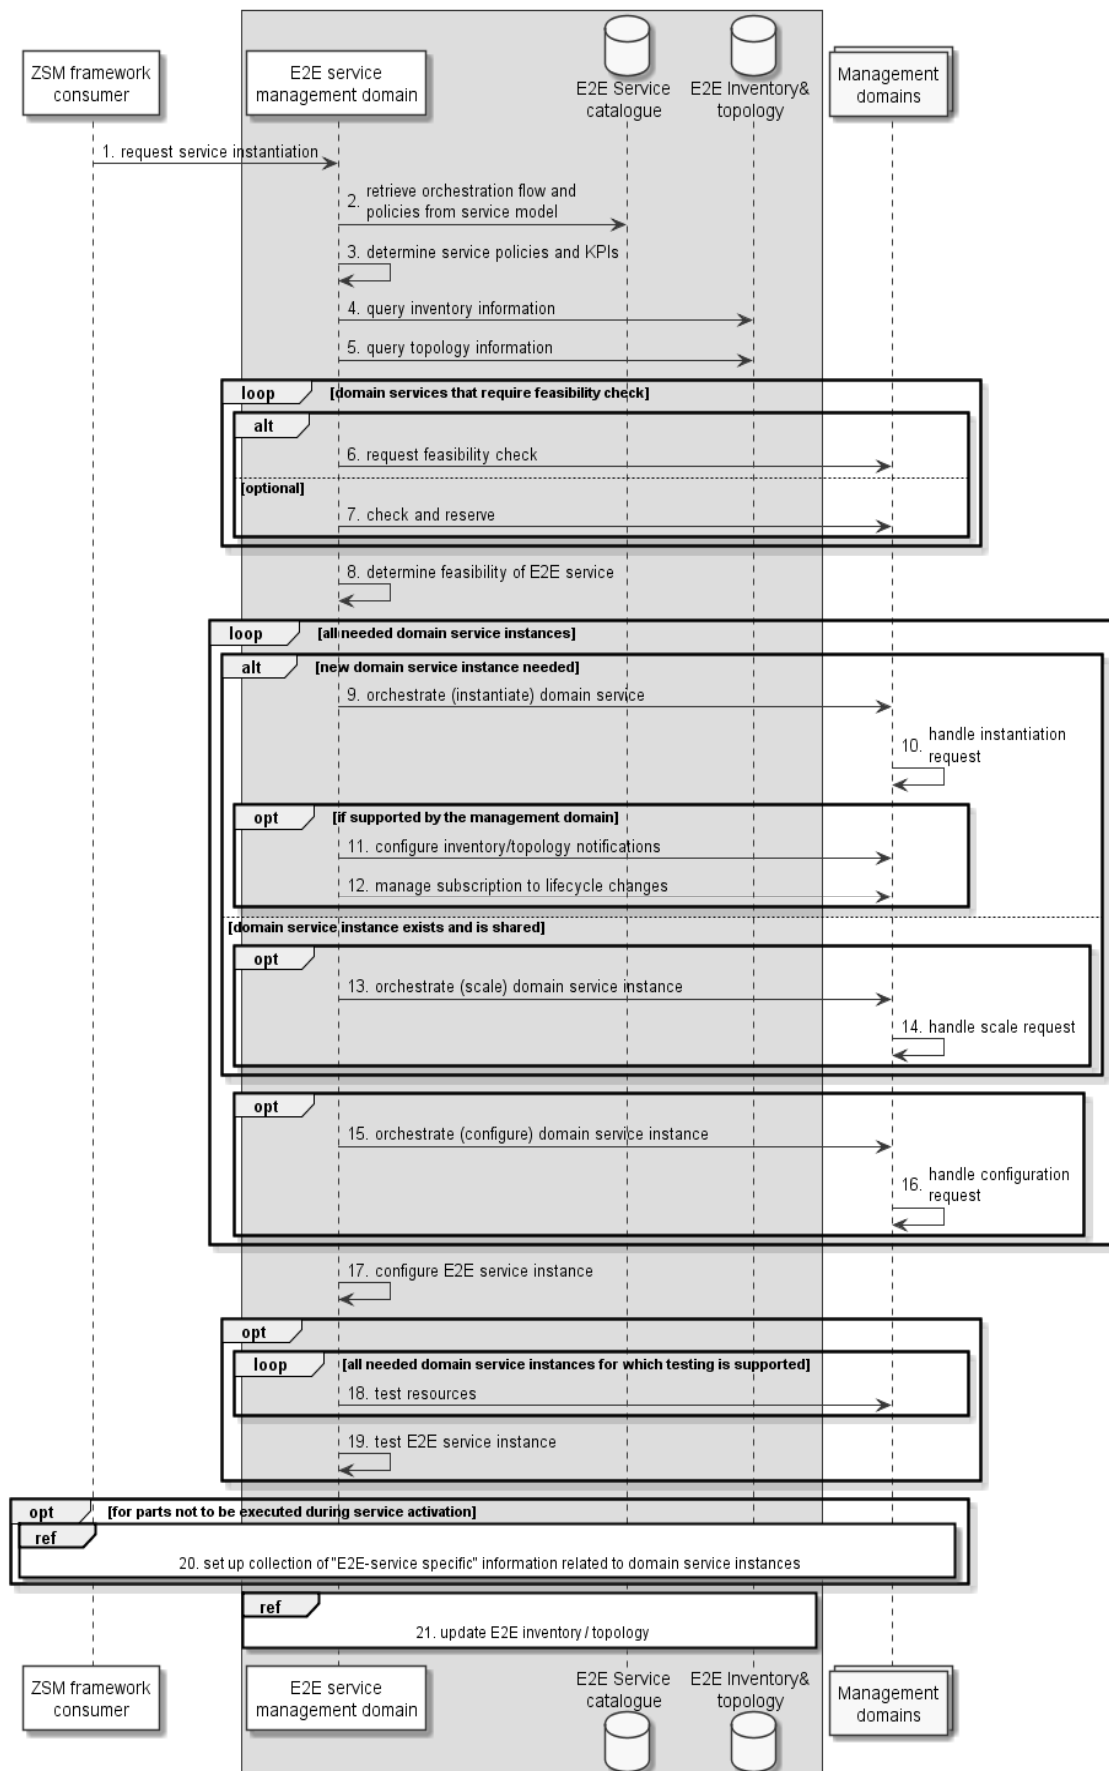 ZSM framework
consumer
E2E service
management domain
E2E Service
catalogue
E2E Inventory&
topology
Management
domains
1. request service instantiation
2. retrieve orchestration flow and
policies from service model
3. determine service policies and KPIs
4. query inventory information
5. query topology information
loop [domain services that require feasibility check]
alt
6. request feasibility check
[optional]
7. check and reserve
8. determine feasibility of E2E service
loop [all needed domain service instances]
alt [new domain service instance needed]
9. orchestrate (instantiate) domain service
10. handle instantiation
request
opt [if supported by the management domain]
11. configure inventory/topology notifications
12. manage subscription to lifecycle changes
[domain service instance exists and is shared]
opt
13. orchestrate (scale) domain service instance
14. handle scale request
opt
15. orchestrate (configure) domain service instance
16. handle configuration
request
17. configure E2E service instance
opt
loop [all needed domain service instances for which testing is supported]
18. test resources
19. test E2E service instance
opt [for parts not to be executed during service activation]
ref
20. set up collection of "E2E-service specific" information related to domain service instances
ref
21. update E2E inventory / topology
ZSM framework
consumer
E2E service
management domain
E2E Service
catalogue
E2E Inventory&
topology
Management
domains